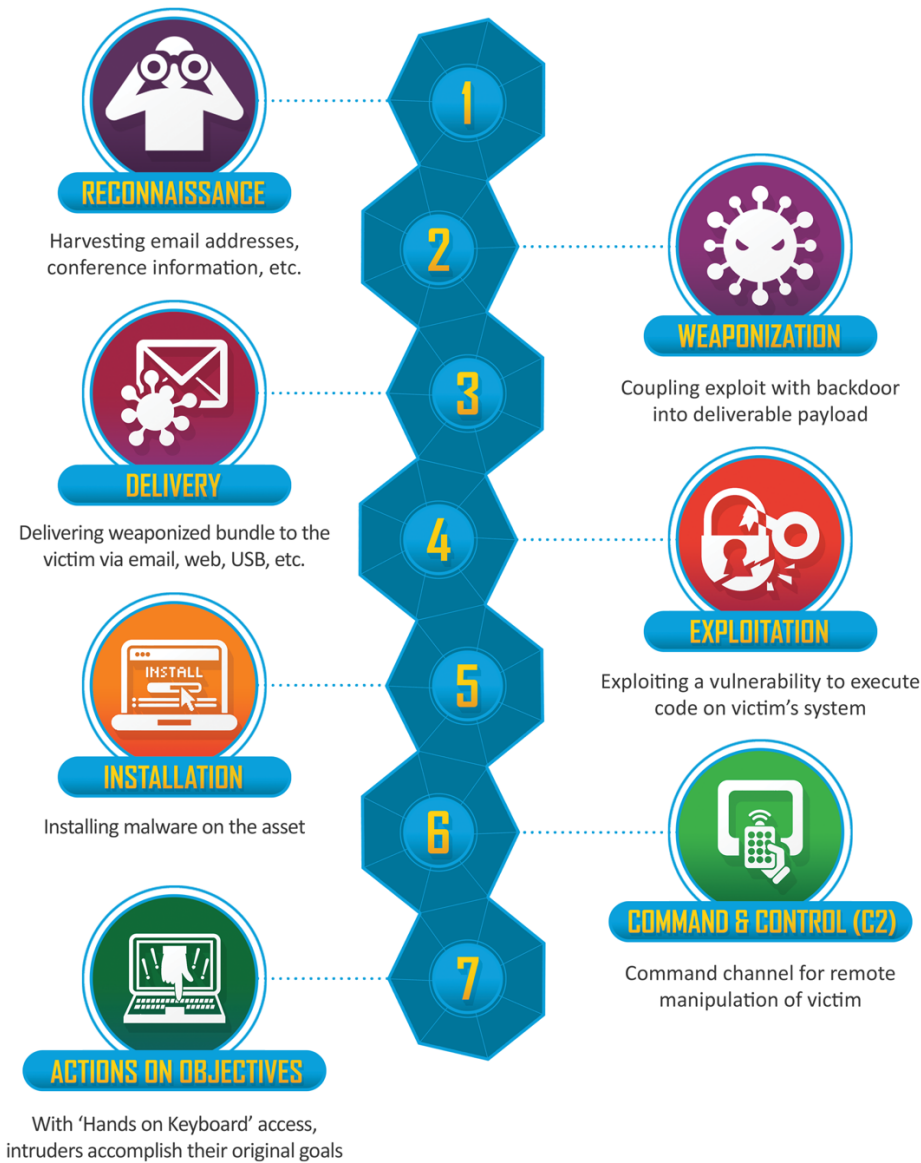 1
RECONNAISSANCE
Harvesting email addresses,
conference information, etc.
2
WEAPONIZATION
Coupling exploit with backdoor
into deliverable payload
3
DELIVERY
Delivering weaponized bundle to the
victim via email, web, USB, etc.
4
EXPLOITATION
Exploiting a vulnerability to execute
code on victim’s system
5
INSTALL
INSTALLATION
Installing malware on the asset
6
COMMAND & CONTROL (C2)
Command channel for remote
manipulation of victim
7
ACTIONS ON OBJECTIVES
With ‘Hands on Keyboard’ access,
intruders accomplish their original goals